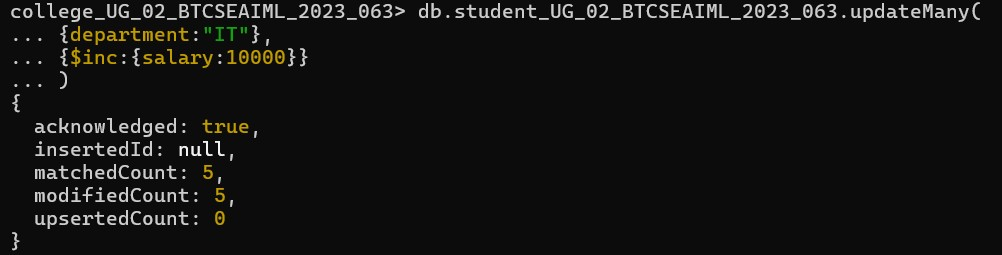 college_UG_02_BTCSEAIML_2023_063> db.student_UG_02_BTCSEAIML_2023_063.updateMany(
... {department:"IT"},
... {$inc:{salary:10000}}
... )
{
  acknowledged: true,
  insertedId: null,
  matchedCount: 5,
  modifiedCount: 5,
  upsertedCount: 0
}